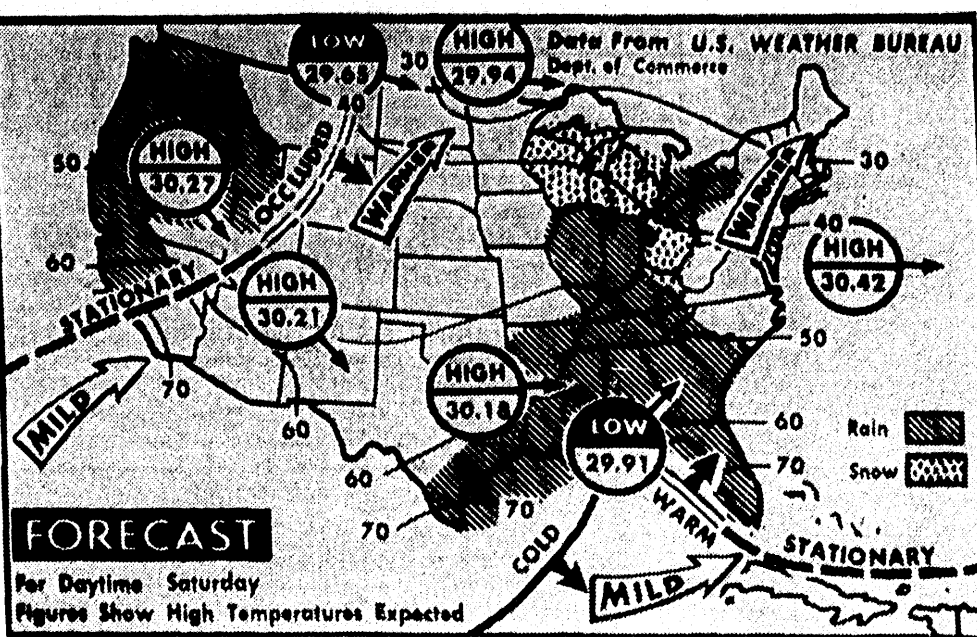 Data From U.S. WEATHER BUREAU
Dept. of Commerce
LOW
29.65
HIGH
29.94
30
40
HIGH
30.27
50
OCCLUDED
WARMER
WARMER
30
40
HIGH
30.42
60
STATIONARY
HIGH
30.21
50
MILD
70
60
HIGH
30.18
LOW
29.91
60
Rain
70
Snow
60
70
70
FORECAST
For Daytime Saturday
Figures Show High Temperatures Expected
COLD
WARM
STATIONARY
MILD